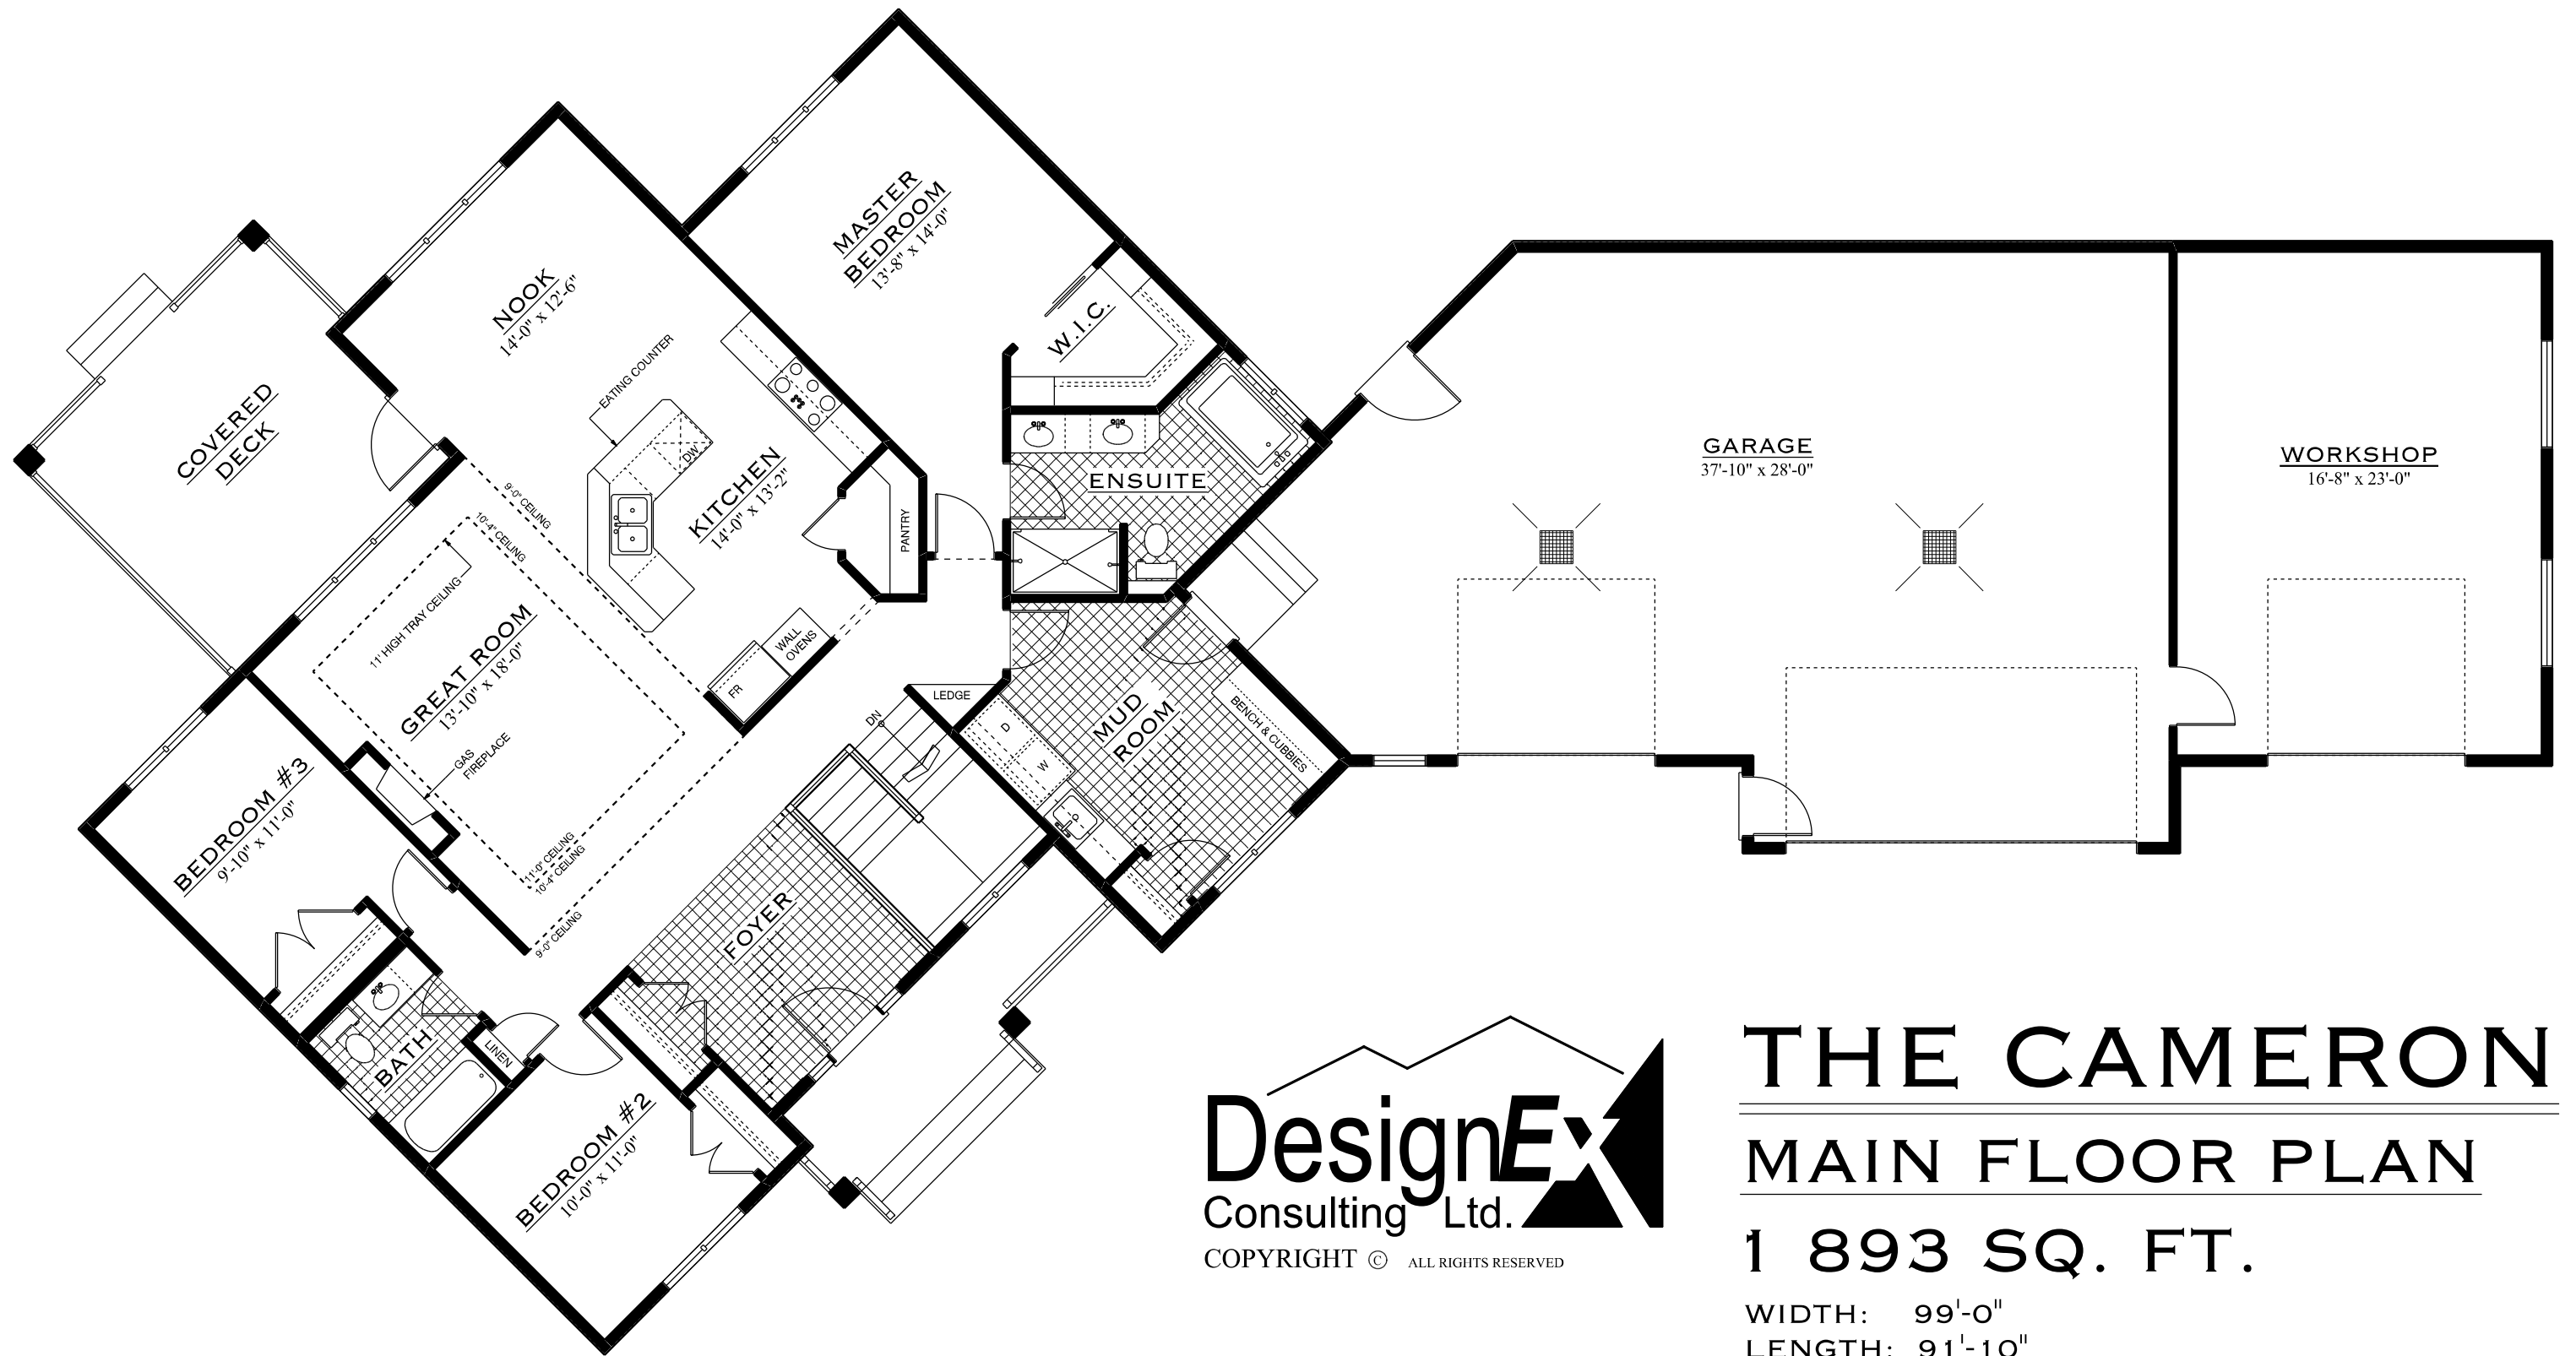 MASTER
BEDROOM
13'-8" x 14'-0"
NOOK
14'-0" x 12'-6"
W.I.C.
EATING COUNTER
COVERED
DECK
DW
KITCHEN
14'-0" x 13'-2"
PANTRY
ENSUITE
GARAGE
37'-10" x 28'-0"
WORKSHOP
16'-8" x 23'-0"
9'-0" CEILING
10'-4" CEILING
11' HIGH TRAY CEILING
GREAT ROOM
13'-10" x 18'-0"
WALL
OVENS
FR
LEDGE
DN
D
W
MUD
ROOM
BENCH & CUBBIES
GAS
FIREPLACE
BEDROOM #3
9'-10" x 11'-0"
11'-0" CEILING
10'-4" CEILING
9'-0" CEILING
FOYER
BATH
LINEN
BEDROOM #2
10'-0" x 11'-0"
DesignEx
Consulting Ltd.
COPYRIGHT © ALL RIGHTS RESERVED
THE CAMERON
MAIN FLOOR PLAN
1 893 SQ. FT.
WIDTH: 99'-0"
LENGTH: 91'-10"